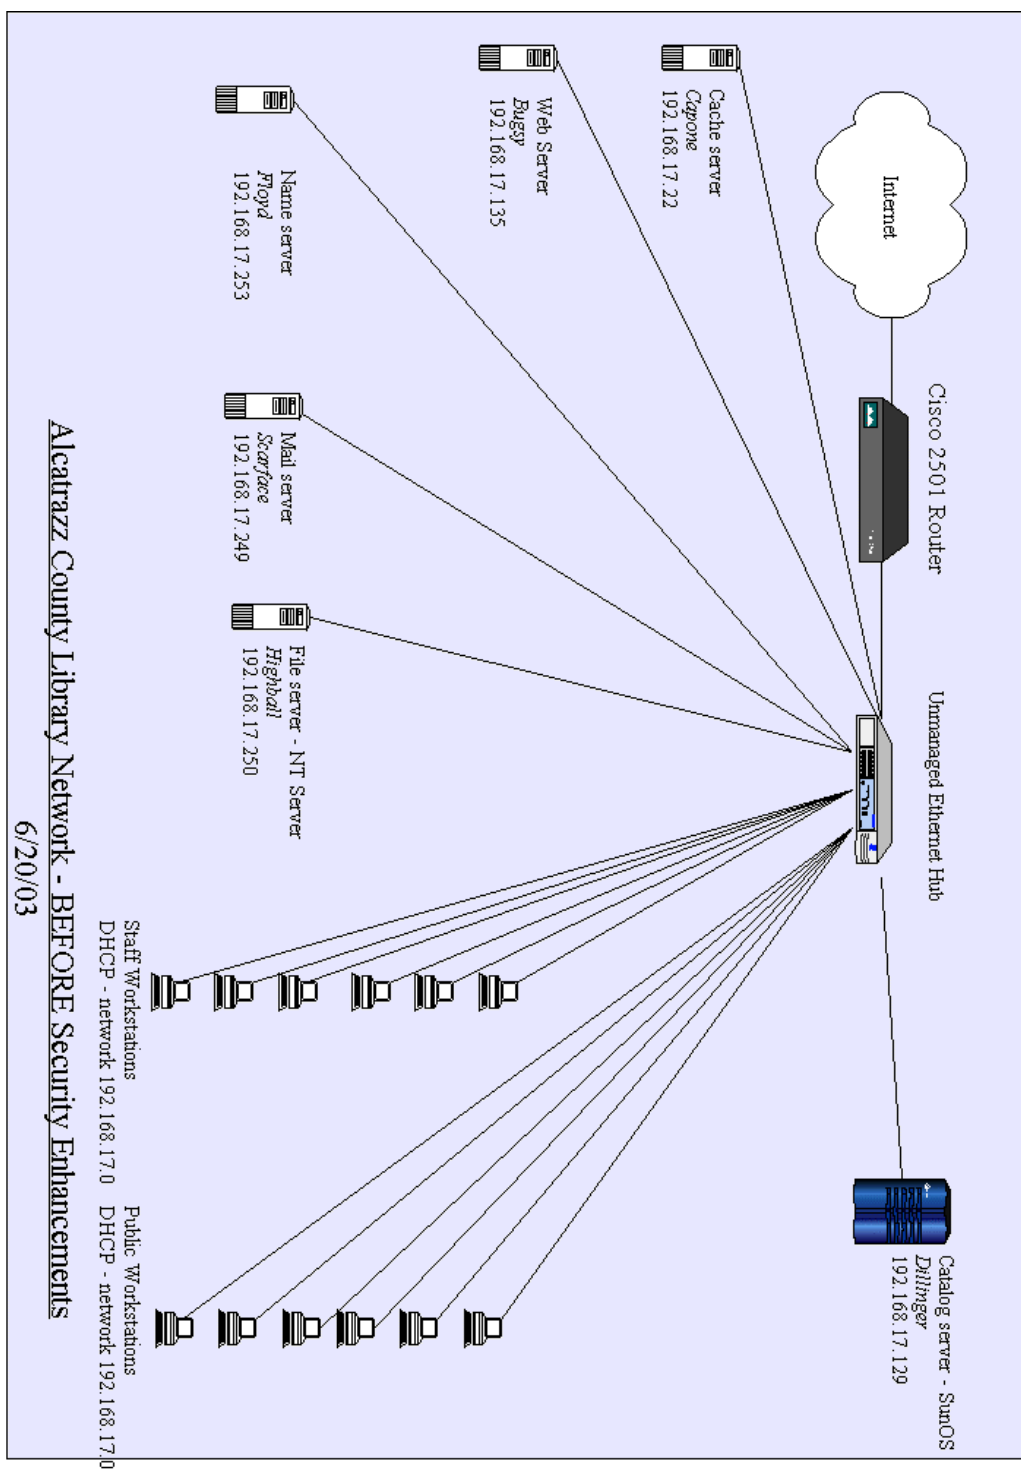 Internet
Cisco 2501 Router
Unmanaged Ethernet Hub
Catalog server - SunOS
Dillinger
192.168.17.129
Cache server
Capone
192.168.17.22
Web Server
Bugsy
192.168.17.135
Name server
Floyd
192.168.17.253
Mail server
Scarface
192.168.17.249
File server - NT Server
Highball
192.168.17.250
Staff Workstations
DHCP - network 192.168.17.0
Public Workstations
DHCP - network 192.168.17.0
Alcatrazz County Library Network - BEFORE Security Enhancements
6/20/03